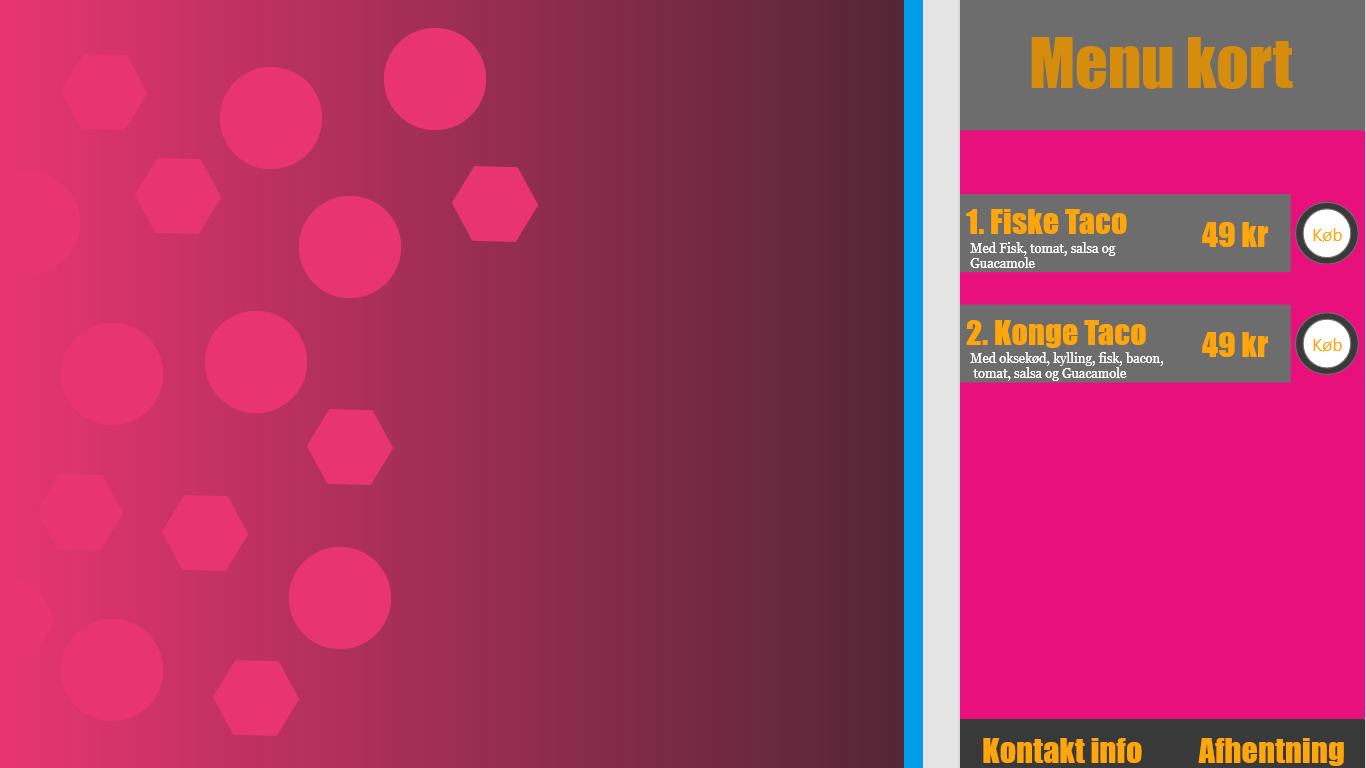 Menu kort
1. Fiske Taco
49 kr
Køb
Med Fisk, tomat, salsa og
Guacamole
2. Konge Taco
49 kr
Køb
Med oksekød, kylling, fisk, bacon,
tomat, salsa og Guacamole
Kontakt info
Afhentning